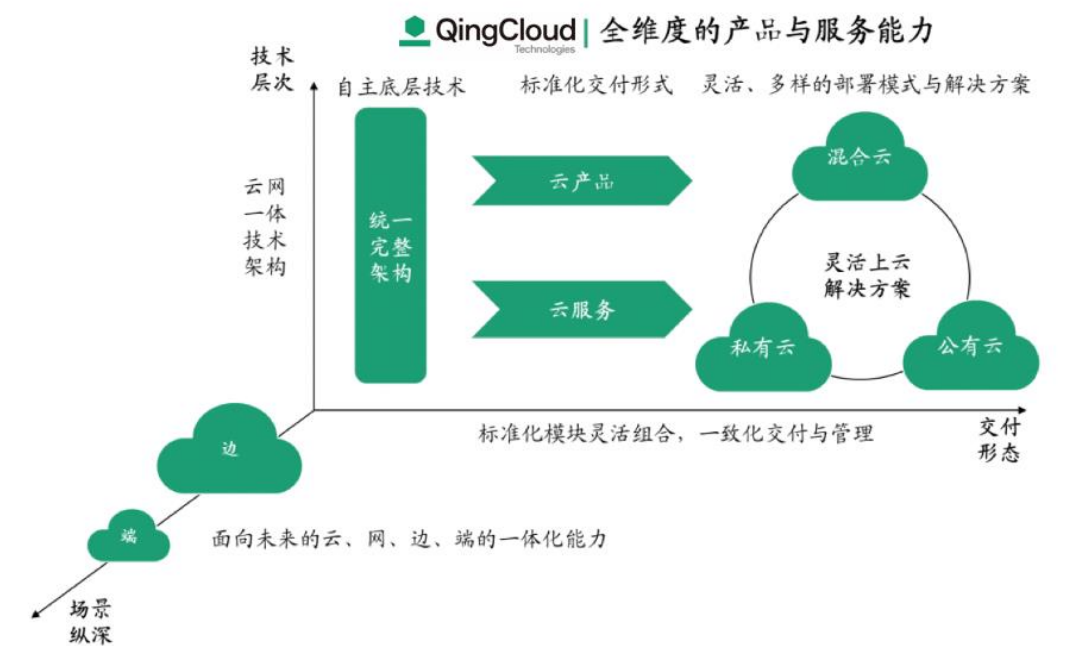 QingCloud
Technologies
全维度的产品与服务能力
技术
层次
自主底层技术
标准化交付形式
灵活、多样的部署模式与解决方案
云网
一体
技术
架构
统一
完整
架构
云产品
云服务
混合云
灵活上云
解决方案
私有云
公有云
标准化模块灵活组合，一致化交付与管理
交付
形态
边
端
面向未来的云、网、边、端的一体化能力
场景
纵深